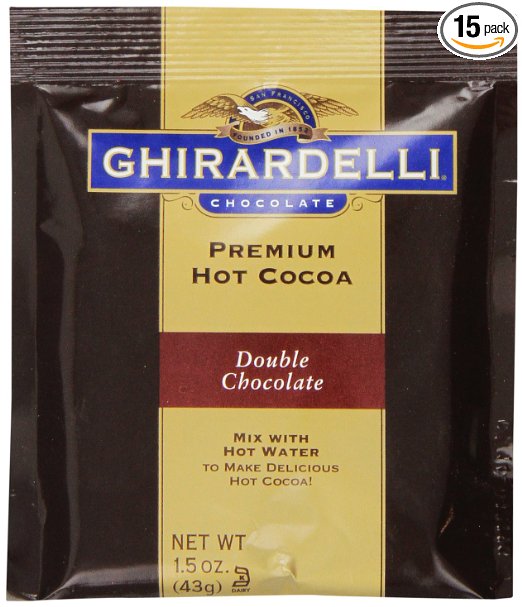 15 pack
SAN FRANCISCO
FOUNDED IN 1852
GHIRARDELLI®
CHOCOLATE
PREMIUM
HOT COCOA
Double
Chocolate
MIX WITH
HOT WATER
TO MAKE DELICIOUS
HOT COCOA!
NET WT
1.5 oz.
(43g)
K
DAIRY